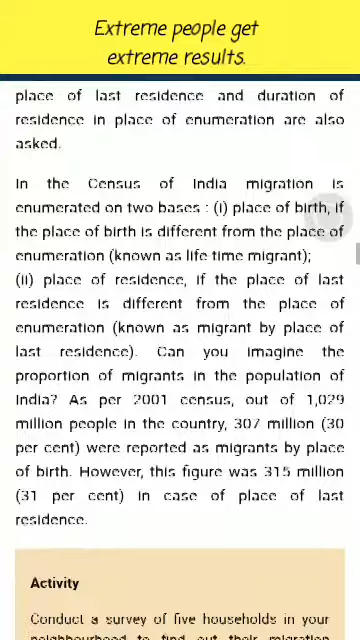 Extreme people get
extreme results.
place of last residence and duration of
residence in place of enumeration are also
asked.
In the Census of India migration is
enumerated on two bases : (i) place of birth, if
the place of birth is different from the place of
enumeration (known as life time migrant);
(ii) place of residence, if the place of last
residence is different from the place of
enumeration (known as migrant by place of
last residence). Can you imagine the
proportion of migrants in the population of
India? As per 2001 census, out of 1,029
million people in the country, 307 million (30
per cent) were reported as migrants by place
of birth. However, this figure was 315 million
(31 per cent) in case of place of last
residence.
Activity
Conduct a survey of five households in your
neighbourhood to find out their migration